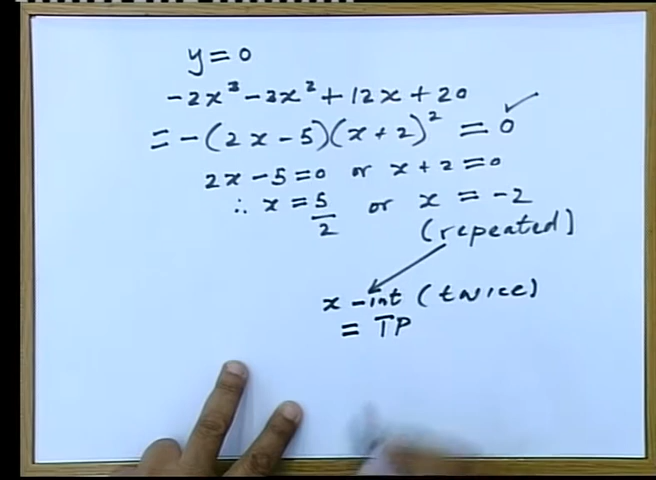 y = 0
-2x³ - 3x² + 12x + 20
= -(2x - 5)(x + 2)² = 0 ✓
2x - 5 = 0 or x + 2 = 0
∴ x = 5/2 or x = -2
(repeated)
x-int (twice)
= TP